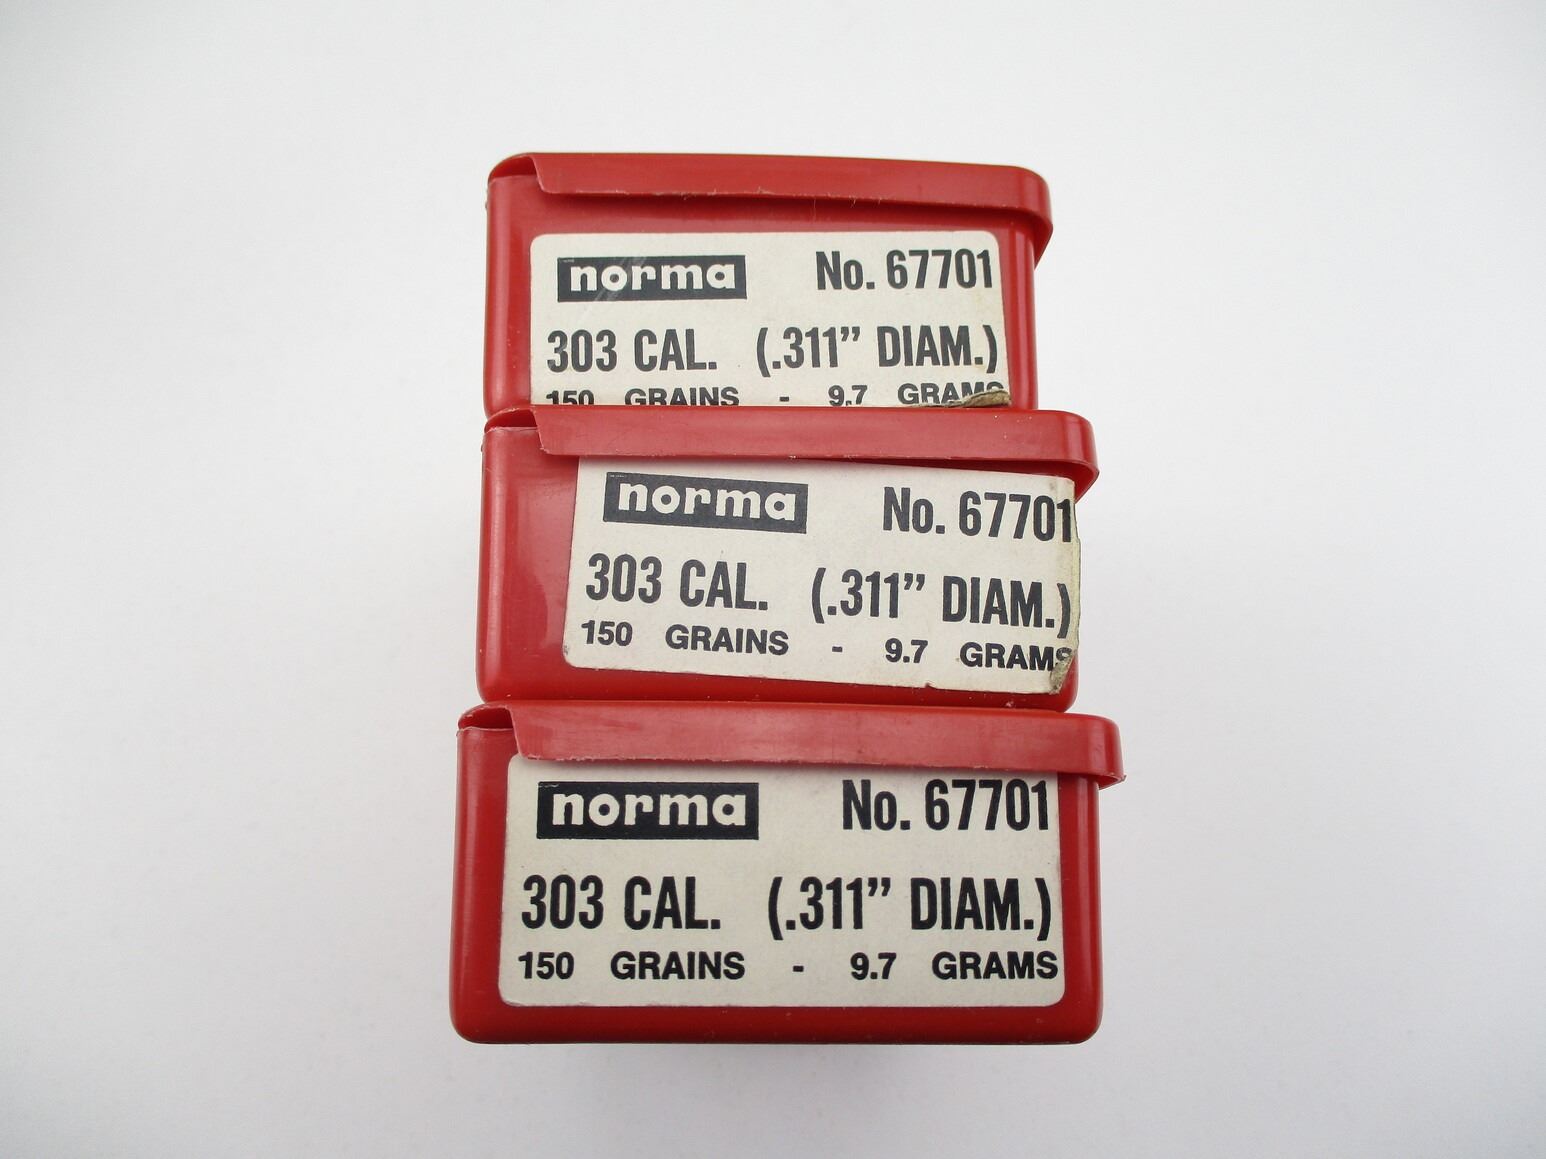 norma No. 67701
303 CAL. (.311” DIAM.)
150 GRAINS - 9.7 GRAMS
norma No. 67701
303 CAL. (.311” DIAM.)
150 GRAINS - 9.7 GRAMS
norma No. 67701
303 CAL. (.311” DIAM.)
150 GRAINS - 9.7 GRAMS